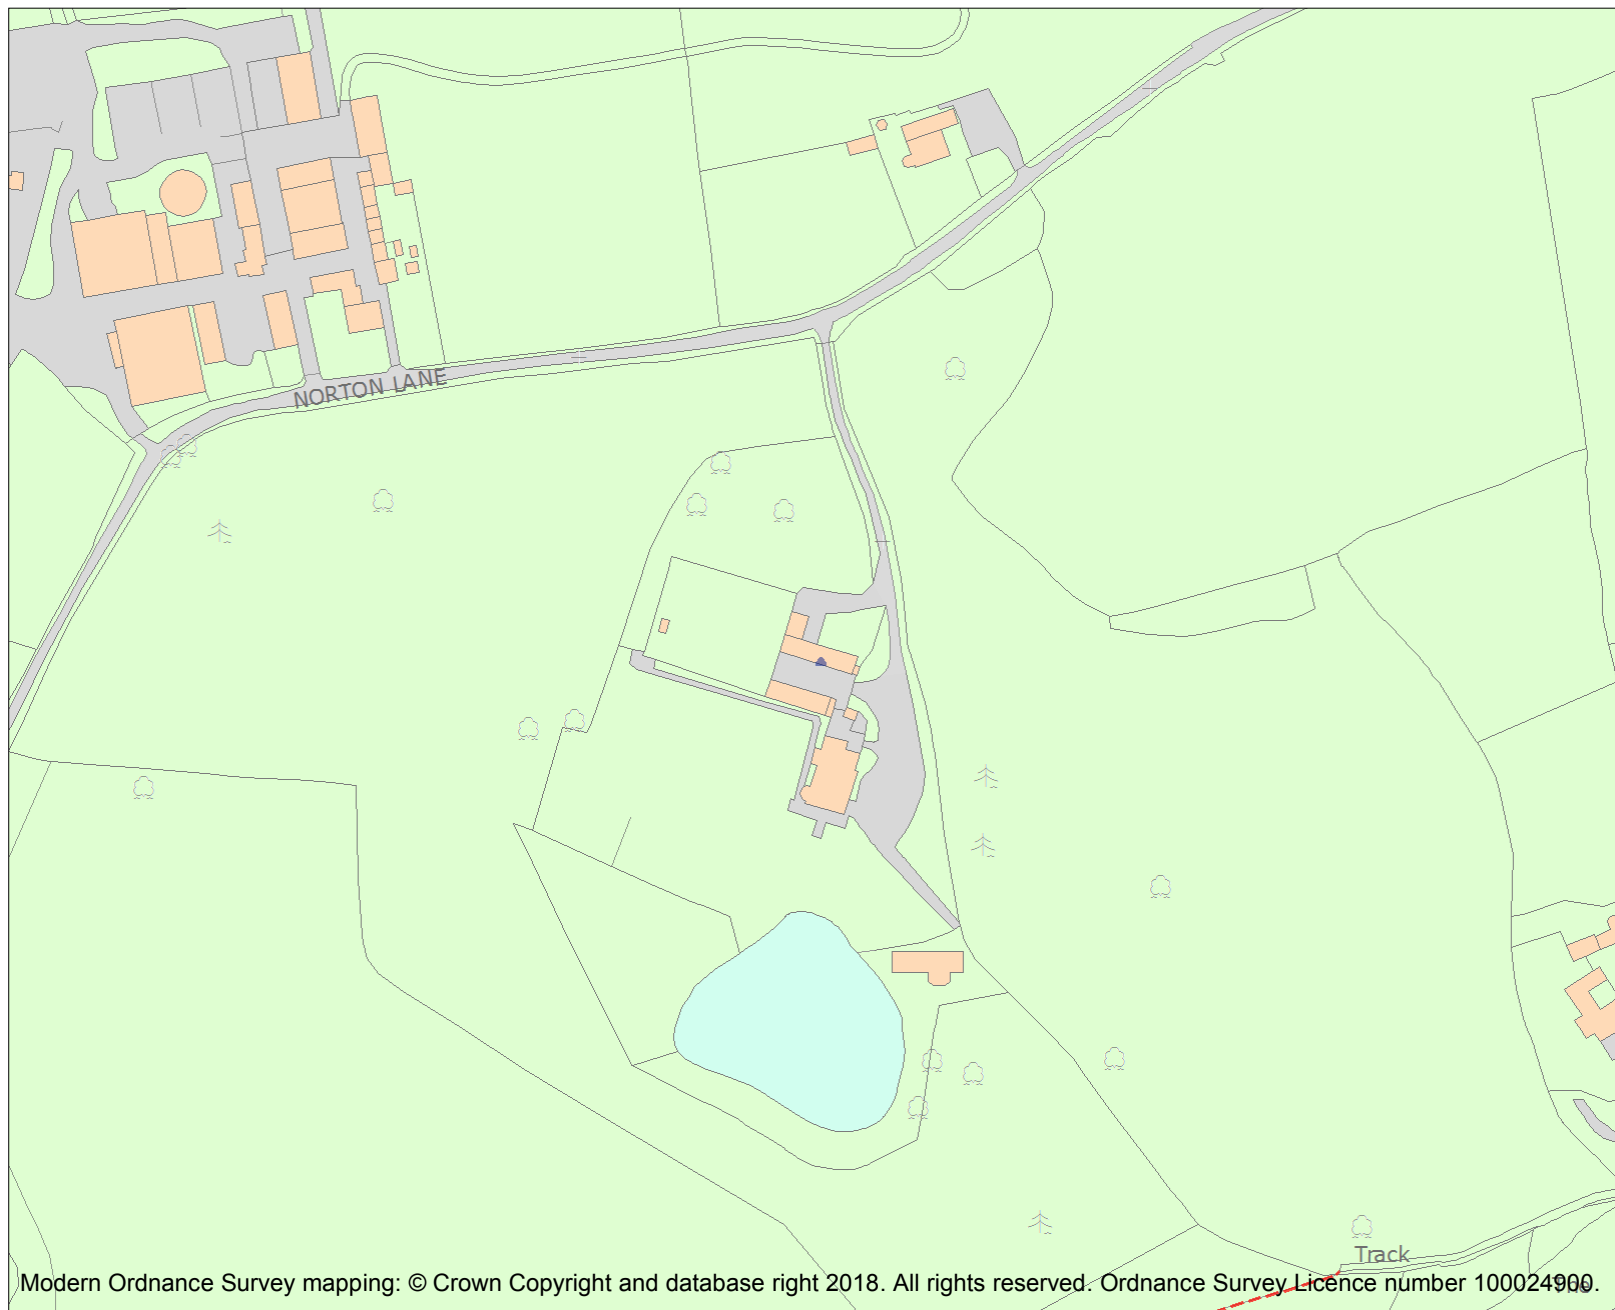 NORTON LANE
Track
The
Modern Ordnance Survey mapping: © Crown Copyright and database right 2018. All rights reserved. Ordnance Survey Licence number 100024900.